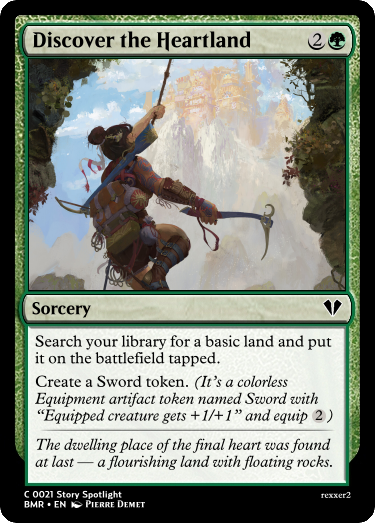 Discover the Heartland 2
Sorcery
Search your library for a basic land and put
it on the battlefield tapped.
Create a Sword token. (It's a colorless
Equipment artifact token named Sword with
"Equipped creature gets +1/+1" and equip 2)
The dwelling place of the final heart was found
at last — a flourishing land with floating rocks.
C 0021 Story Spotlight
BMR • EN Pierre Demet
rexxer2